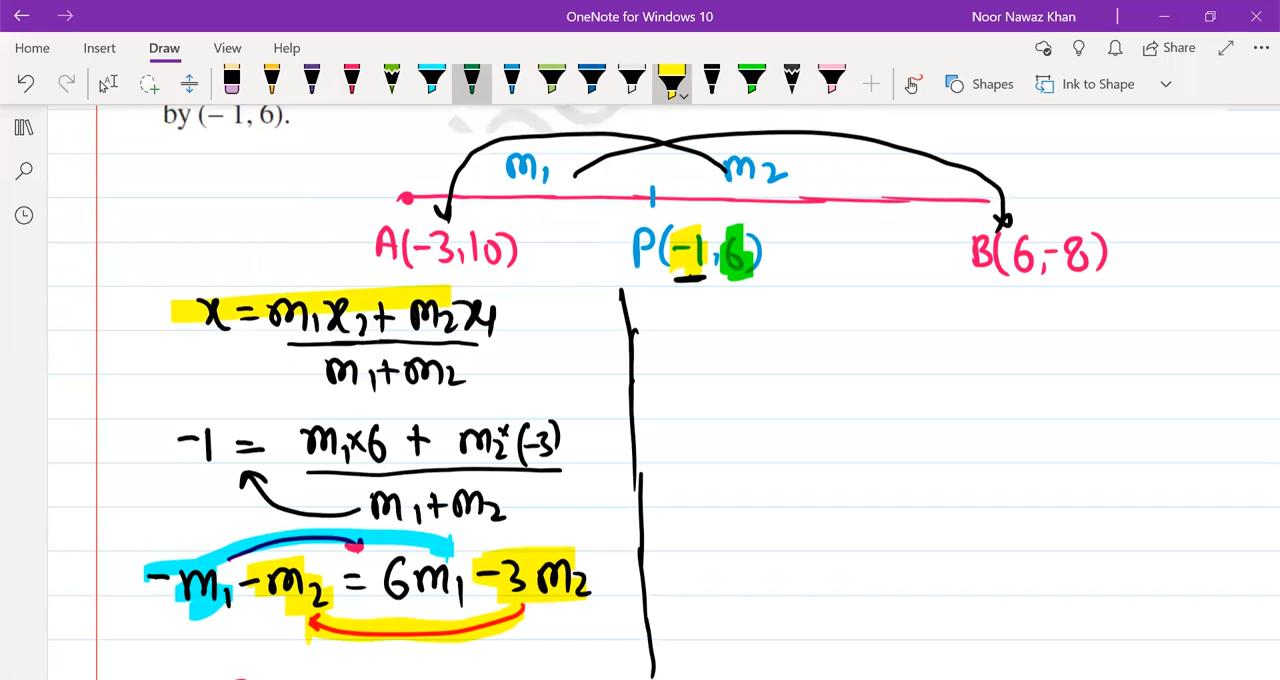 OneNote for Windows 10
Noor Nawaz Khan
Home Insert Draw View Help
Share
Shapes
Ink to Shape
by (– 1, 6).
m1 m2
A(-3,10) P(-1,6) B(6,-8)
x = m1x2 + m2x1
m1+m2
-1 = m1×6 + m2×(-3)
m1+m2
-m1 -m2 = 6m1 -3m2